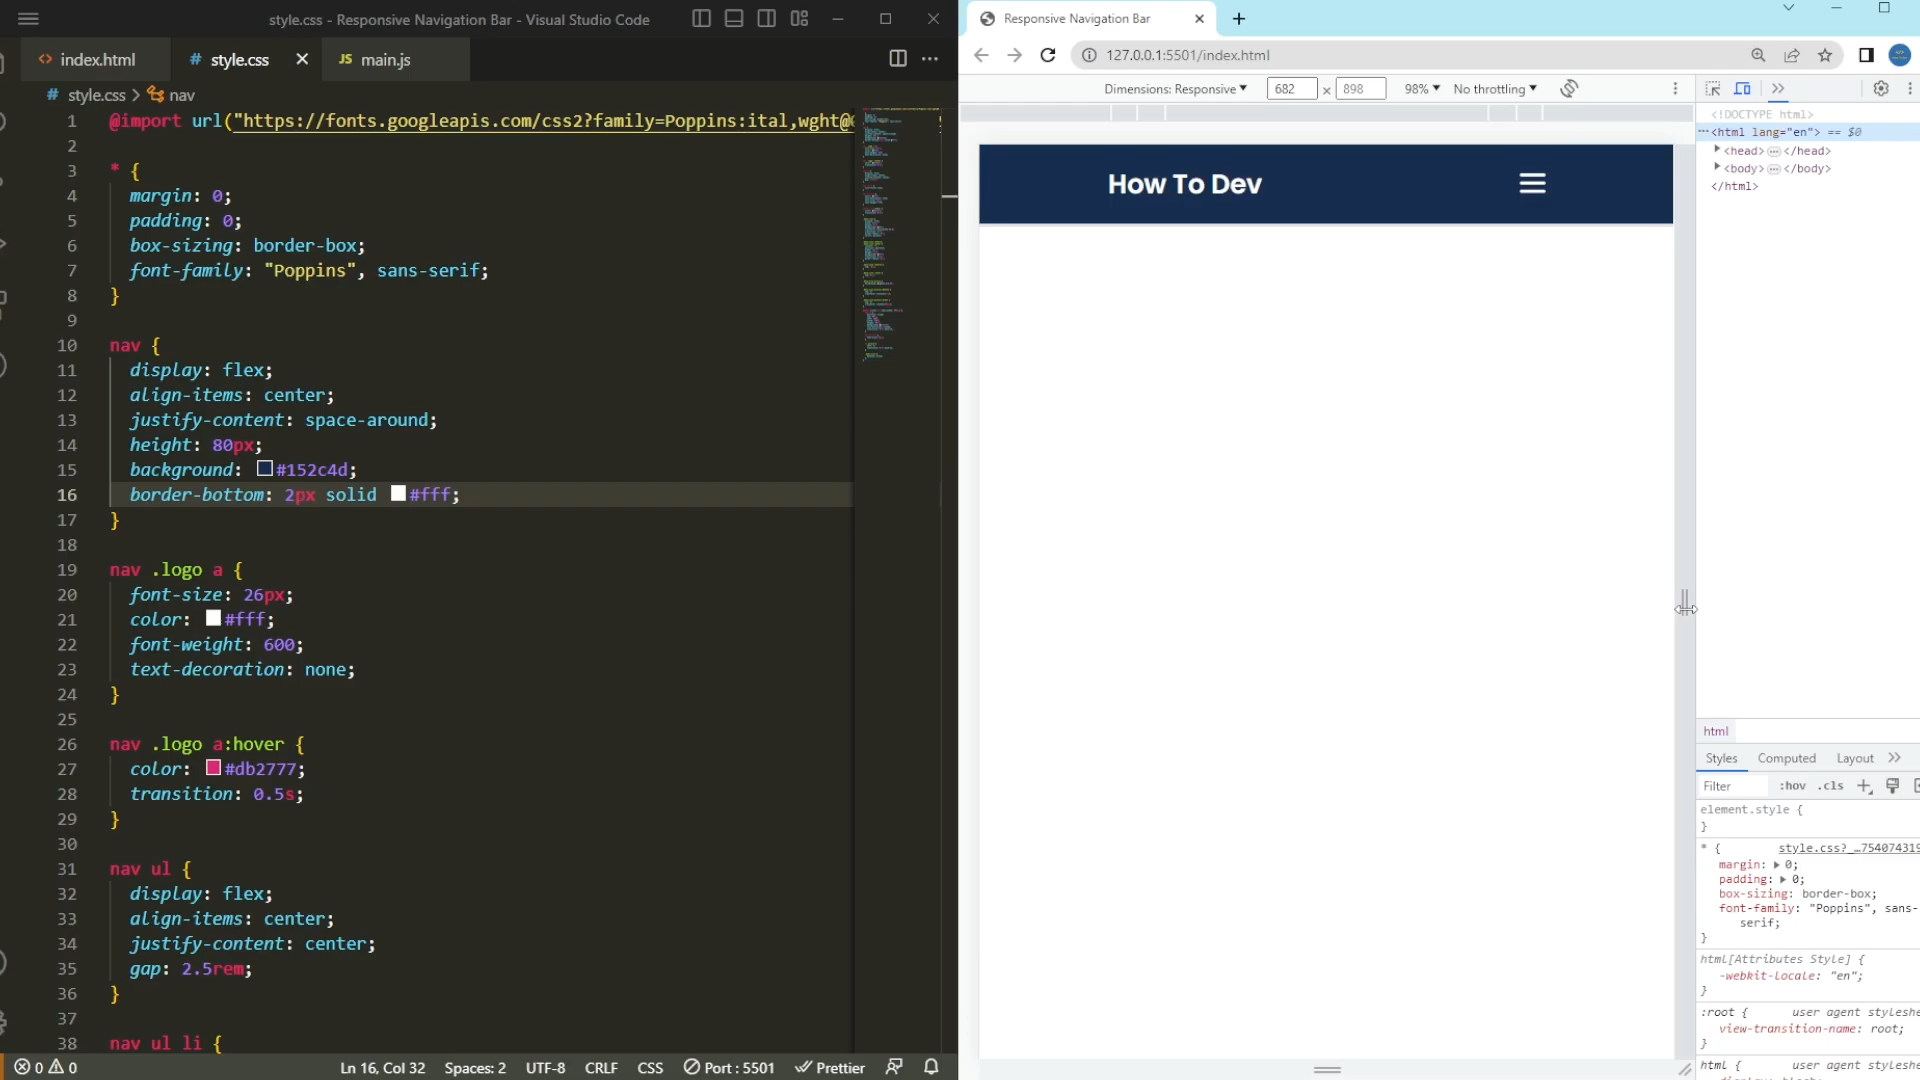 style.css - Responsive Navigation Bar - Visual Studio Code
<> index.html
# style.css
JS main.js
# style.css > nav
1 @import url("https://fonts.googleapis.com/css2?family=Poppins:ital,wght@
2
3 * {
4 margin: 0;
5 padding: 0;
6 box-sizing: border-box;
7 font-family: "Poppins", sans-serif;
8 }
9
10 nav {
11 display: flex;
12 align-items: center;
13 justify-content: space-around;
14 height: 80px;
15 background: #152c4d;
16 border-bottom: 2px solid #fff;
17 }
18
19 nav .logo a {
20 font-size: 26px;
21 color: #fff;
22 font-weight: 600;
23 text-decoration: none;
24 }
25
26 nav .logo a:hover {
27 color: #db2777;
28 transition: 0.5s;
29 }
30
31 nav ul {
32 display: flex;
33 align-items: center;
34 justify-content: center;
35 gap: 2.5rem;
36 }
37
38 nav ul li {
0 0 Ln 16, Col 32 Spaces: 2 UTF-8 CRLF CSS Port : 5501 Prettier
Responsive Navigation Bar
127.0.0.1:5501/index.html
Dimensions: Responsive 682 × 898 98% No throttling
How To Dev
<!DOCTYPE html>
<html lang="en"> == $0
<head> </head>
<body> </body>
</html>
html
Styles Computed Layout
Filter :hov .cls
element.style {
}
* { style.css?_…754074319
margin: 0;
padding: 0;
box-sizing: border-box;
font-family: "Poppins", sans-
serif;
}
html[Attributes Style] {
-webkit-locale: "en";
}
:root { user agent styleshe
view-transition-name: root;
}
html { user agent styleshe